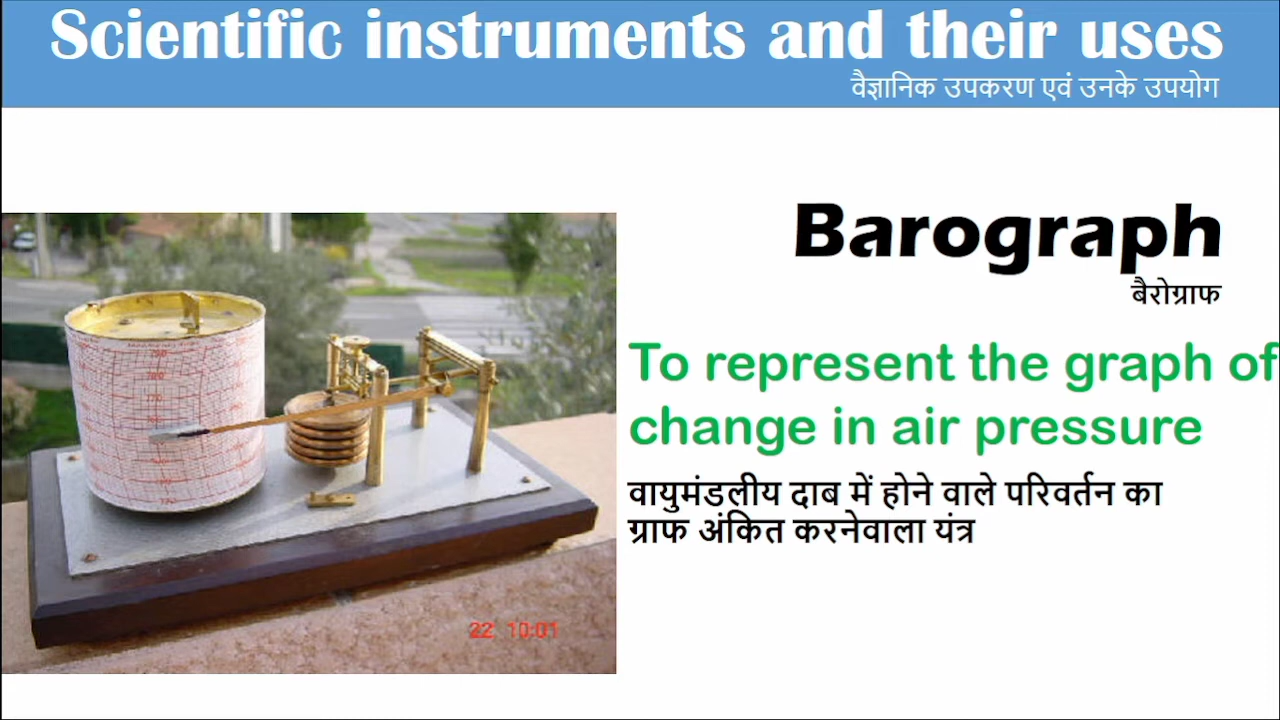 Scientific instruments and their uses
वैज्ञानिक उपकरण एवं उनके उपयोग
Barograph
बैरोग्राफ
To represent the graph of
change in air pressure
वायुमंडलीय दाब में होने वाले परिवर्तन का
ग्राफ अंकित करनेवाला यंत्र
22 10:01